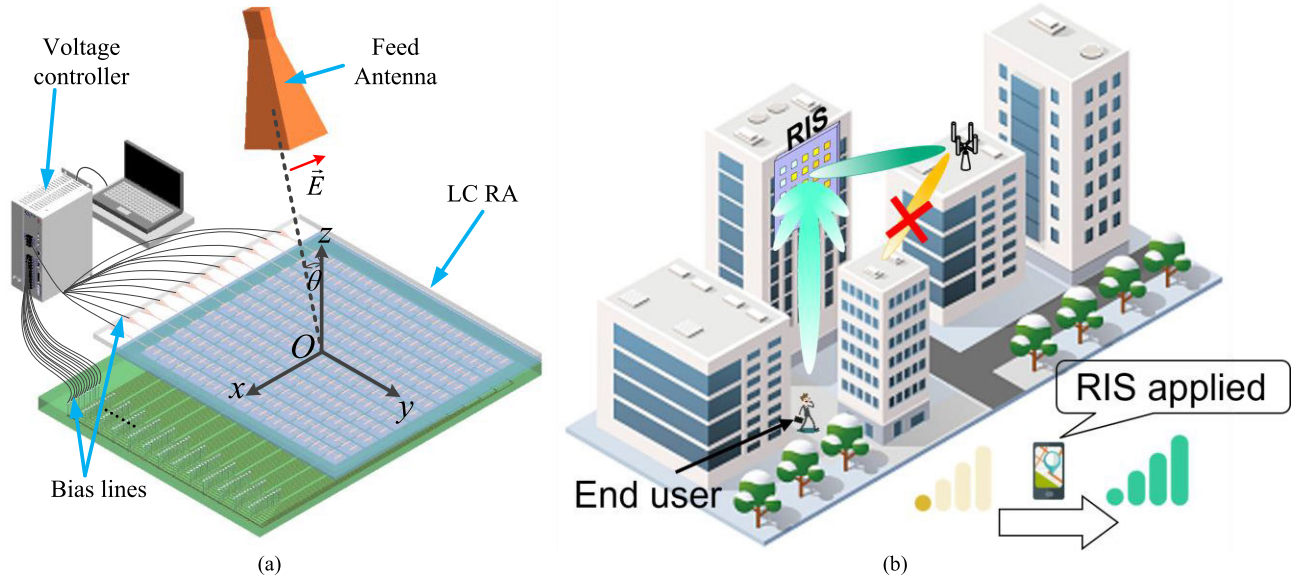 Voltage
controller
Feed
Antenna
E
LC RA
z
θ
O
x
y
Bias lines
(a)
RIS
RIS applied
End user
(b)